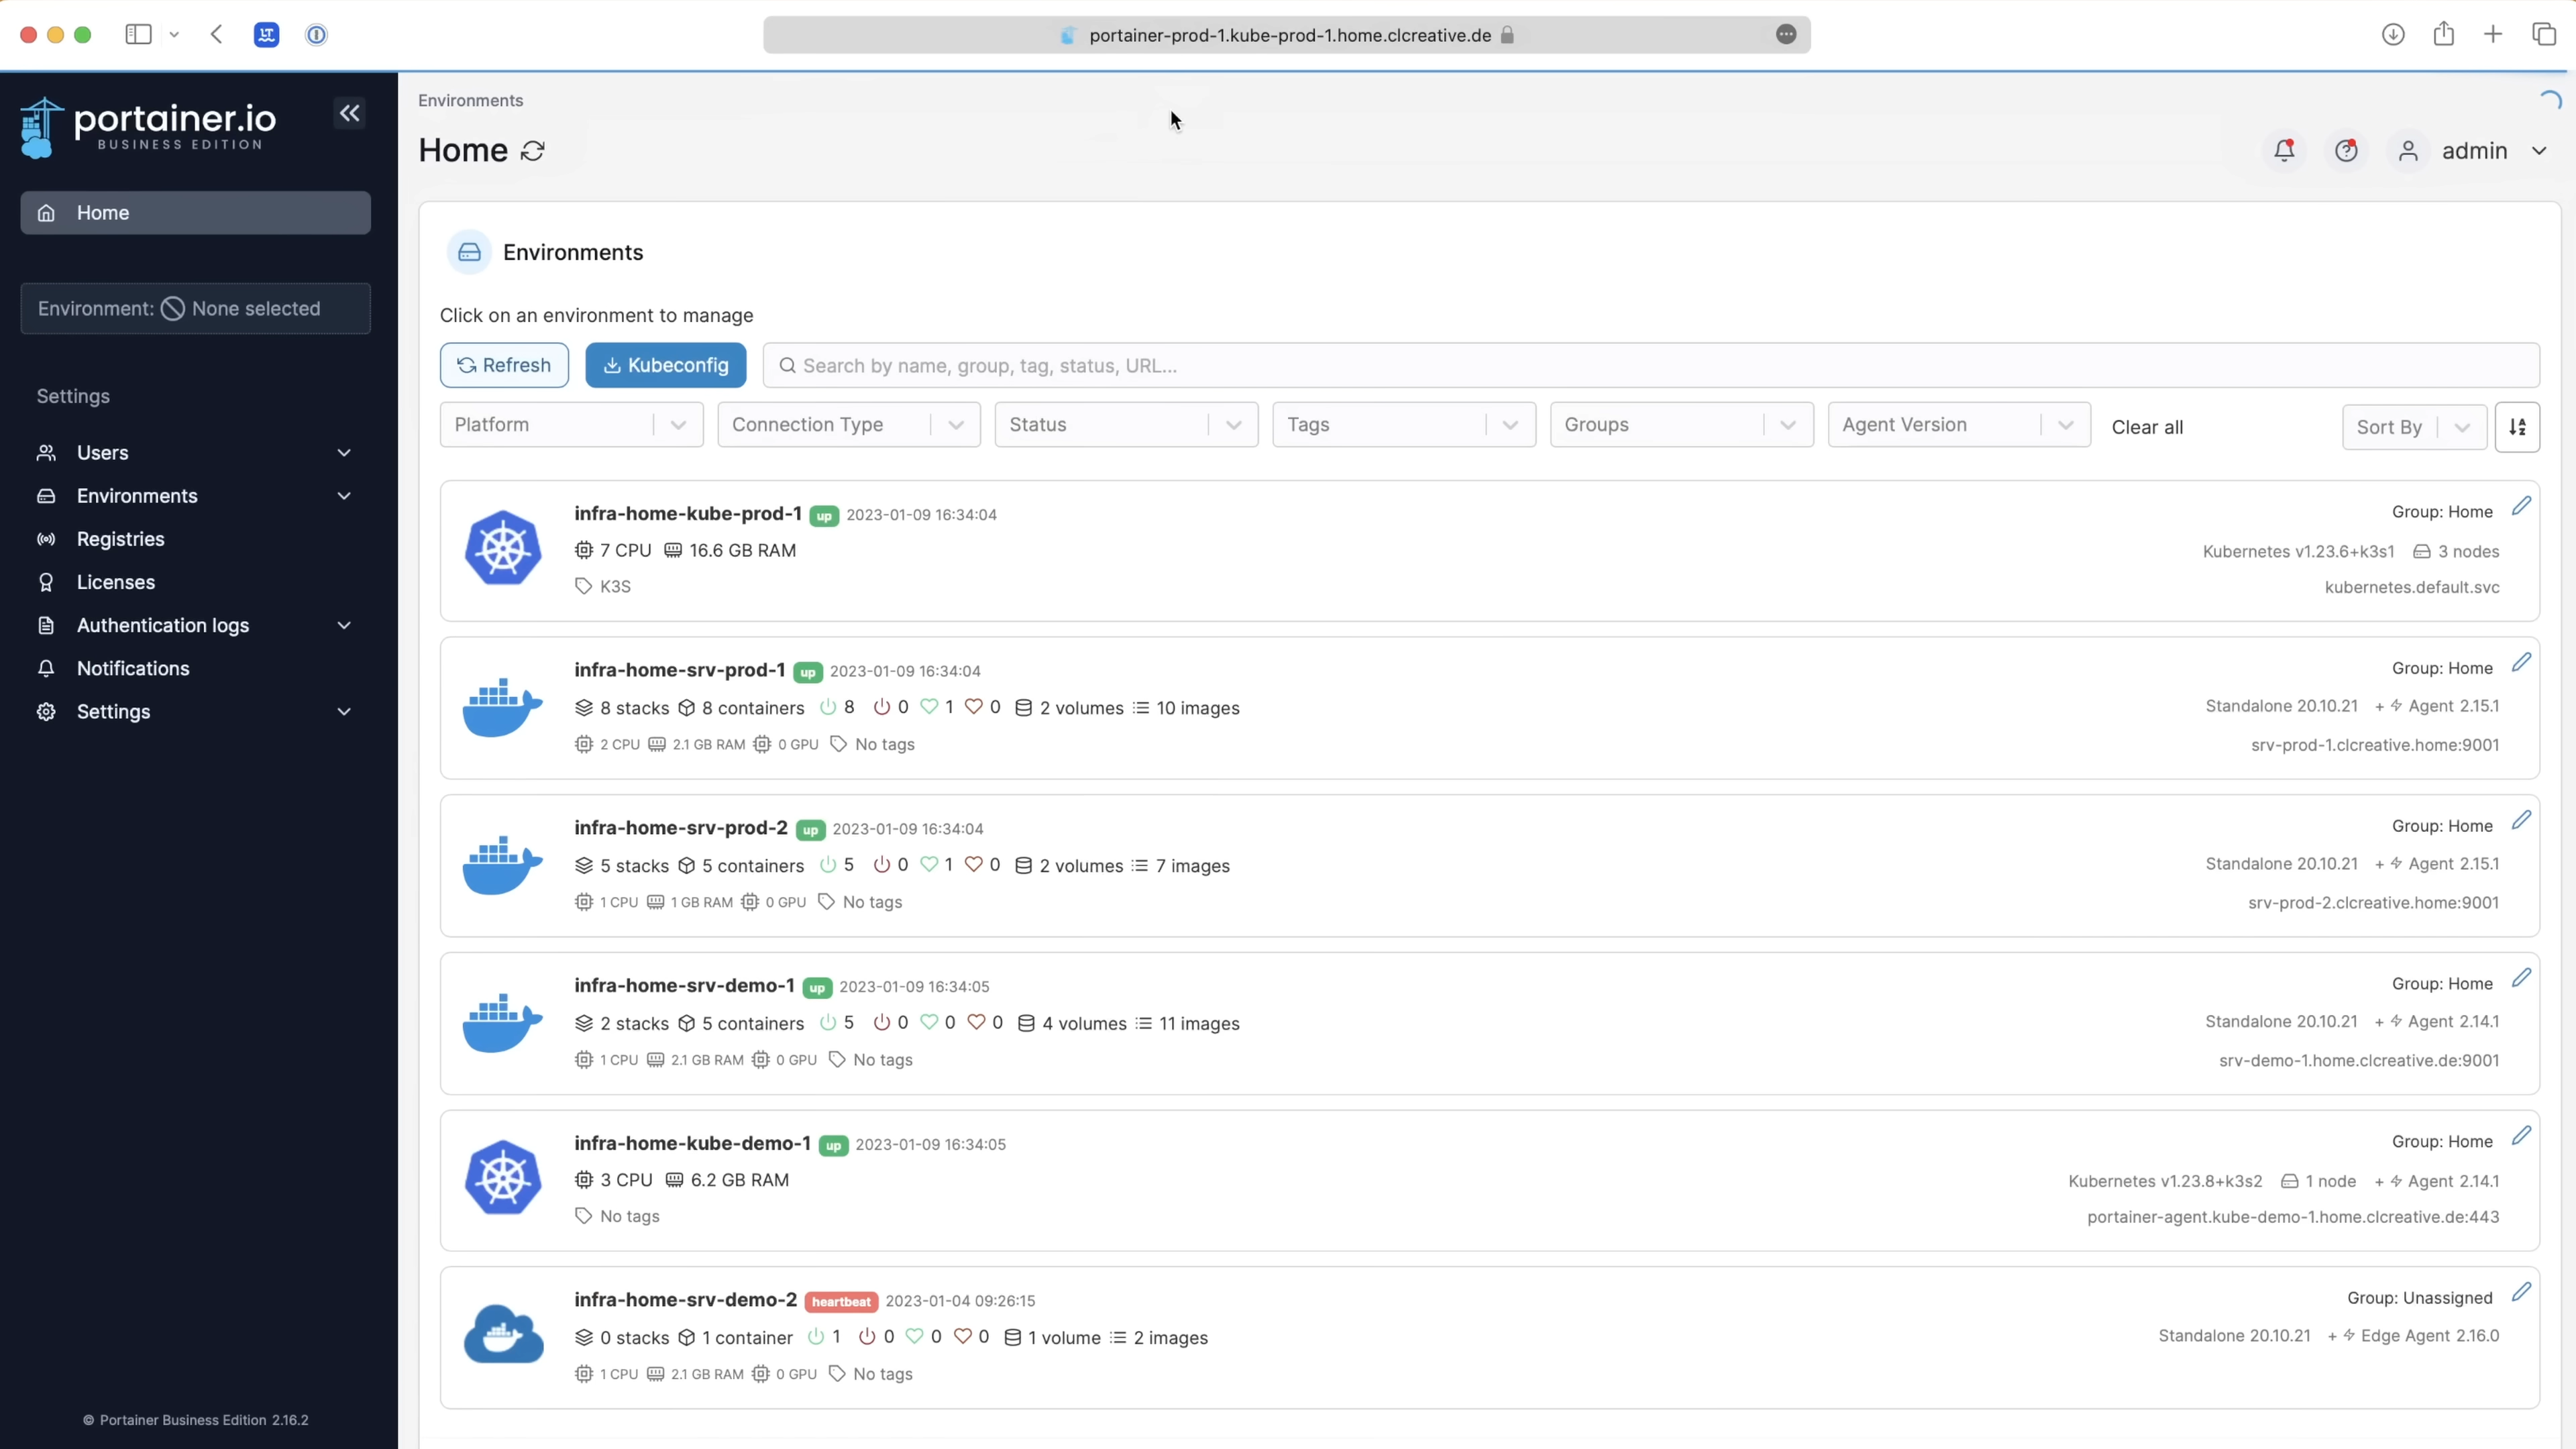 portainer-prod-1.kube-prod-1.home.clcreative.de
portainer.io
BUSINESS EDITION
Home
Environment: None selected
Settings
Users
Environments
Registries
Licenses
Authentication logs
Notifications
Settings
© Portainer Business Edition 2.16.2
Environments
Home
admin
Environments
Click on an environment to manage
Refresh Kubeconfig Search by name, group, tag, status, URL...
Platform Connection Type Status Tags Groups Agent Version Clear all Sort By
infra-home-kube-prod-1 up 2023-01-09 16:34:04 Group: Home
7 CPU 16.6 GB RAM Kubernetes v1.23.6+k3s1 3 nodes
K3S kubernetes.default.svc
infra-home-srv-prod-1 up 2023-01-09 16:34:04 Group: Home
8 stacks 8 containers 8 0 1 0 2 volumes 10 images Standalone 20.10.21 + Agent 2.15.1
2 CPU 2.1 GB RAM 0 GPU No tags srv-prod-1.clcreative.home:9001
infra-home-srv-prod-2 up 2023-01-09 16:34:04 Group: Home
5 stacks 5 containers 5 0 1 0 2 volumes 7 images Standalone 20.10.21 + Agent 2.15.1
1 CPU 1 GB RAM 0 GPU No tags srv-prod-2.clcreative.home:9001
infra-home-srv-demo-1 up 2023-01-09 16:34:05 Group: Home
2 stacks 5 containers 5 0 0 0 4 volumes 11 images Standalone 20.10.21 + Agent 2.14.1
1 CPU 2.1 GB RAM 0 GPU No tags srv-demo-1.home.clcreative.de:9001
infra-home-kube-demo-1 up 2023-01-09 16:34:05 Group: Home
3 CPU 6.2 GB RAM Kubernetes v1.23.8+k3s2 1 node + Agent 2.14.1
No tags portainer-agent.kube-demo-1.home.clcreative.de:443
infra-home-srv-demo-2 heartbeat 2023-01-04 09:26:15 Group: Unassigned
0 stacks 1 container 1 0 0 0 1 volume 2 images Standalone 20.10.21 + Edge Agent 2.16.0
1 CPU 2.1 GB RAM 0 GPU No tags